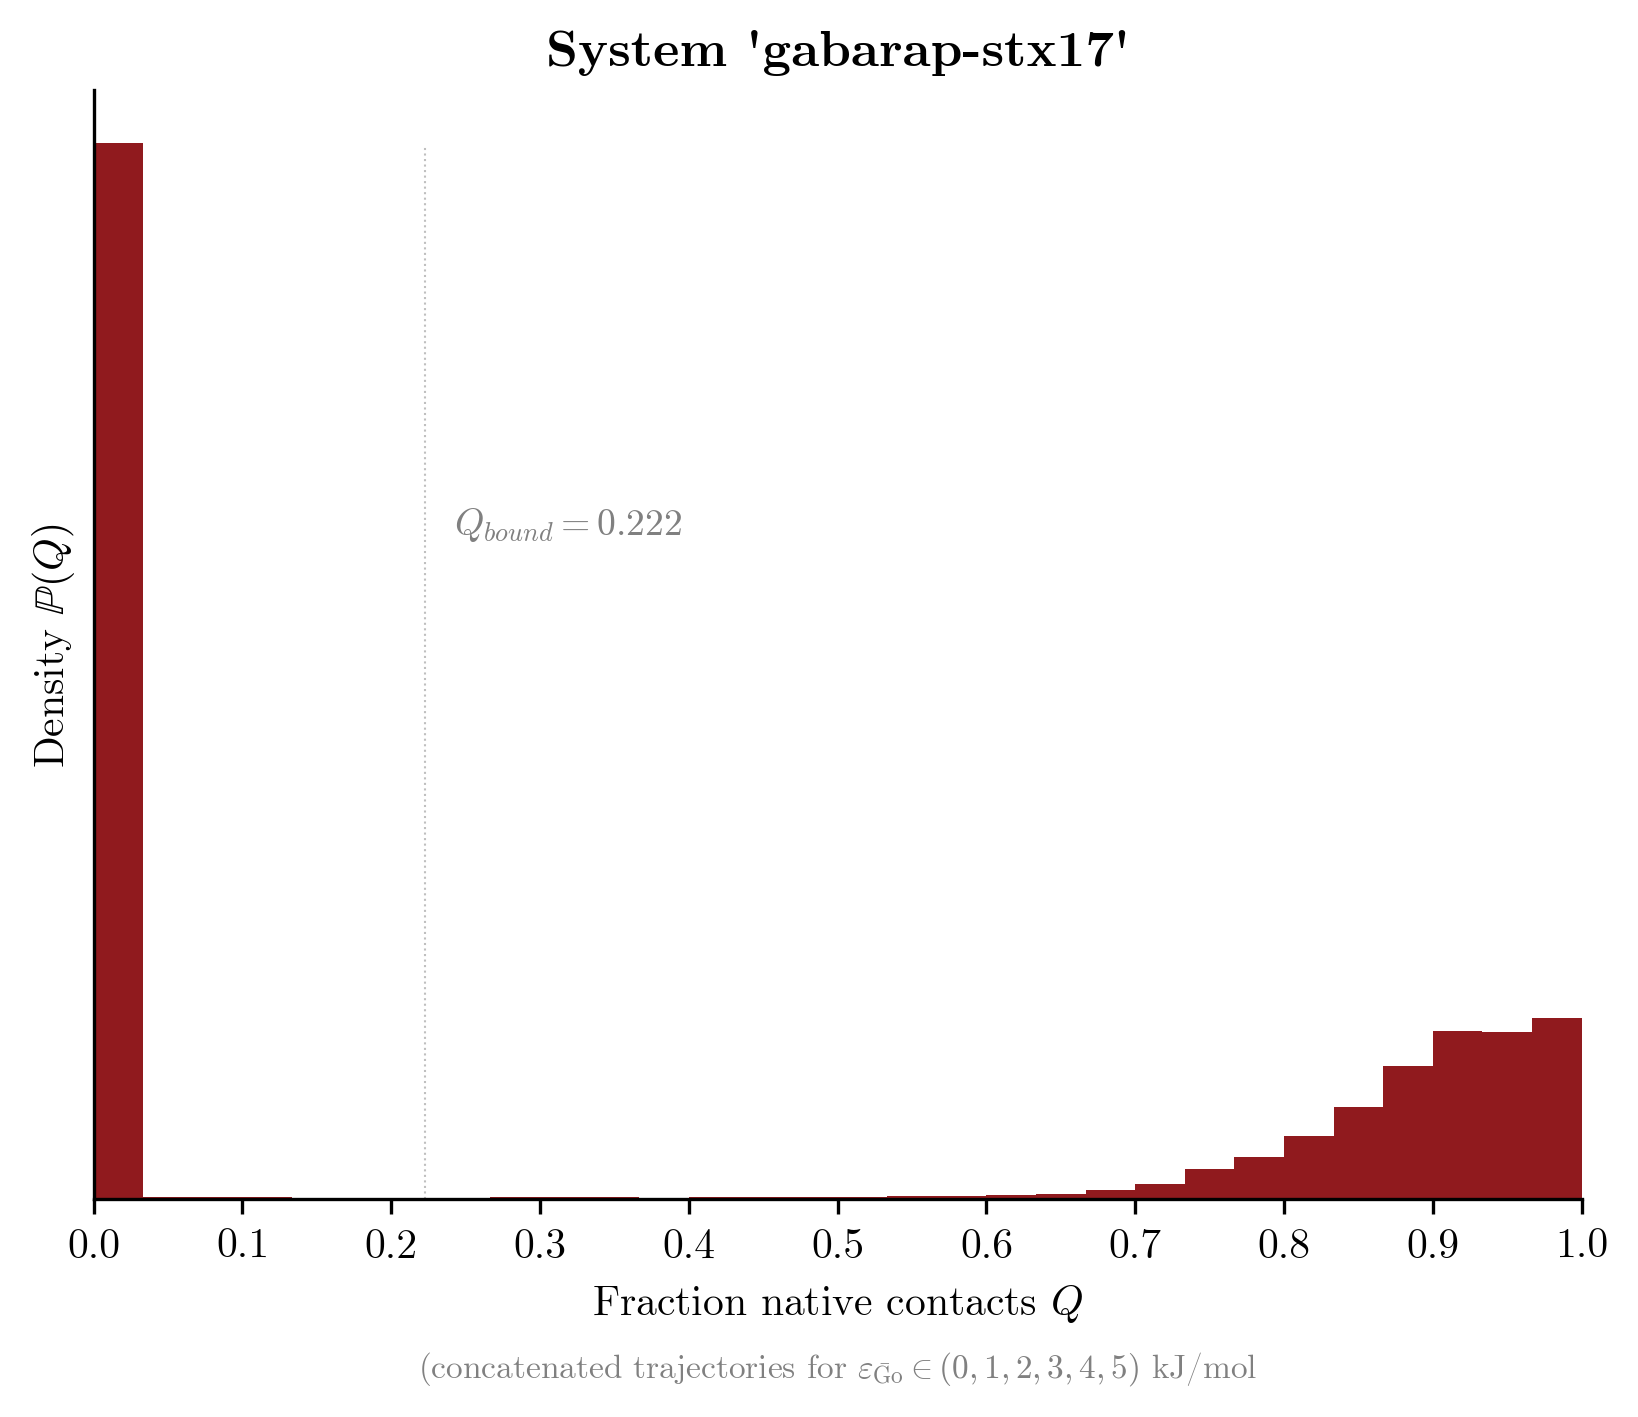 System 'gabarap-stx17'
Density ℙ(Q)
Q_bound = 0.222
0.0 0.1 0.2 0.3 0.4 0.5 0.6 0.7 0.8 0.9 1.0
Fraction native contacts Q
(concatenated trajectories for ε_Ḡo ∈ (0, 1, 2, 3, 4, 5) kJ/mol